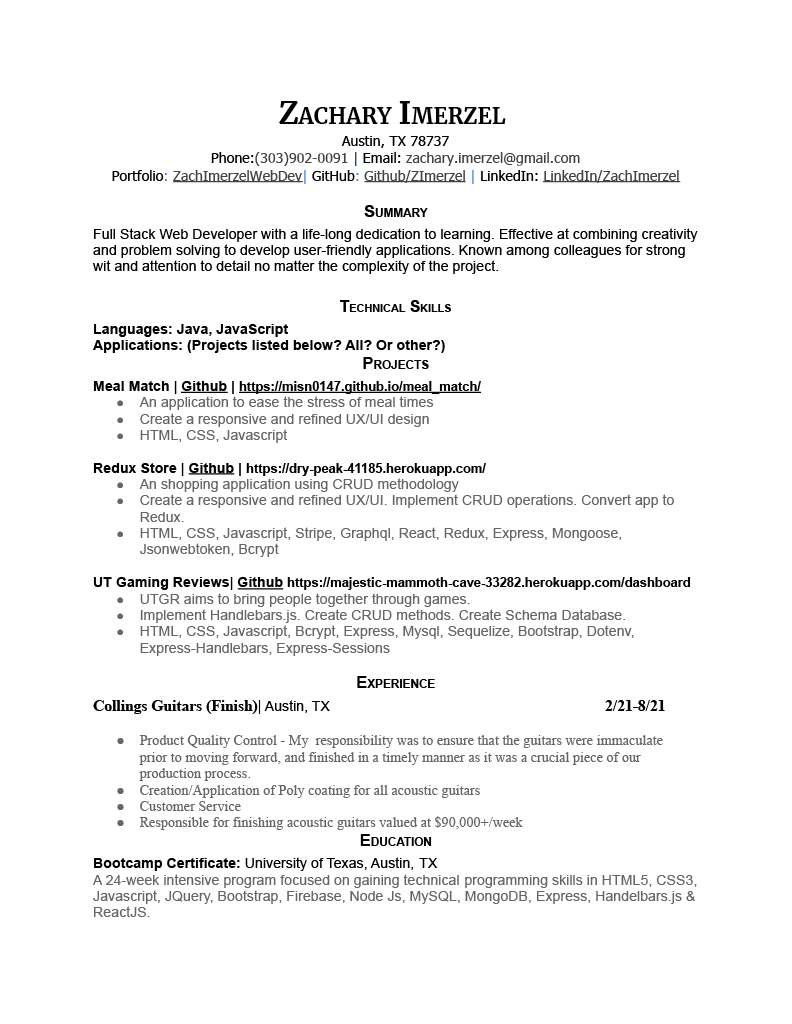 ZACHARY IMERZEL
Austin, TX 78737
Phone:(303)902-0091 | Email: zachary.imerzel@gmail.com
Portfolio: ZachImerzelWebDev| GitHub: Github/ZImerzel | LinkedIn: LinkedIn/ZachImerzel
SUMMARY
Full Stack Web Developer with a life-long dedication to learning. Effective at combining creativity
and problem solving to develop user-friendly applications. Known among colleagues for strong
wit and attention to detail no matter the complexity of the project.
TECHNICAL SKILLS
Languages: Java, JavaScript
Applications: (Projects listed below? All? Or other?)
PROJECTS
Meal Match | Github | https://misn0147.github.io/meal_match/
● An application to ease the stress of meal times
● Create a responsive and refined UX/UI design
● HTML, CSS, Javascript
Redux Store | Github | https://dry-peak-41185.herokuapp.com/
● An shopping application using CRUD methodology
● Create a responsive and refined UX/UI. Implement CRUD operations. Convert app to
Redux.
● HTML, CSS, Javascript, Stripe, Graphql, React, Redux, Express, Mongoose,
Jsonwebtoken, Bcrypt
UT Gaming Reviews| Github https://majestic-mammoth-cave-33282.herokuapp.com/dashboard
● UTGR aims to bring people together through games.
● Implement Handlebars.js. Create CRUD methods. Create Schema Database.
● HTML, CSS, Javascript, Bcrypt, Express, Mysql, Sequelize, Bootstrap, Dotenv,
Express-Handlebars, Express-Sessions
EXPERIENCE
Collings Guitars (Finish)| Austin, TX 2/21-8/21
● Product Quality Control - My  responsibility was to ensure that the guitars were immaculate
prior to moving forward, and finished in a timely manner as it was a crucial piece of our
production process.
● Creation/Application of Poly coating for all acoustic guitars
● Customer Service
● Responsible for finishing acoustic guitars valued at $90,000+/week
EDUCATION
Bootcamp Certificate: University of Texas, Austin, TX
A 24-week intensive program focused on gaining technical programming skills in HTML5, CSS3,
Javascript, JQuery, Bootstrap, Firebase, Node Js, MySQL, MongoDB, Express, Handelbars.js &
ReactJS.